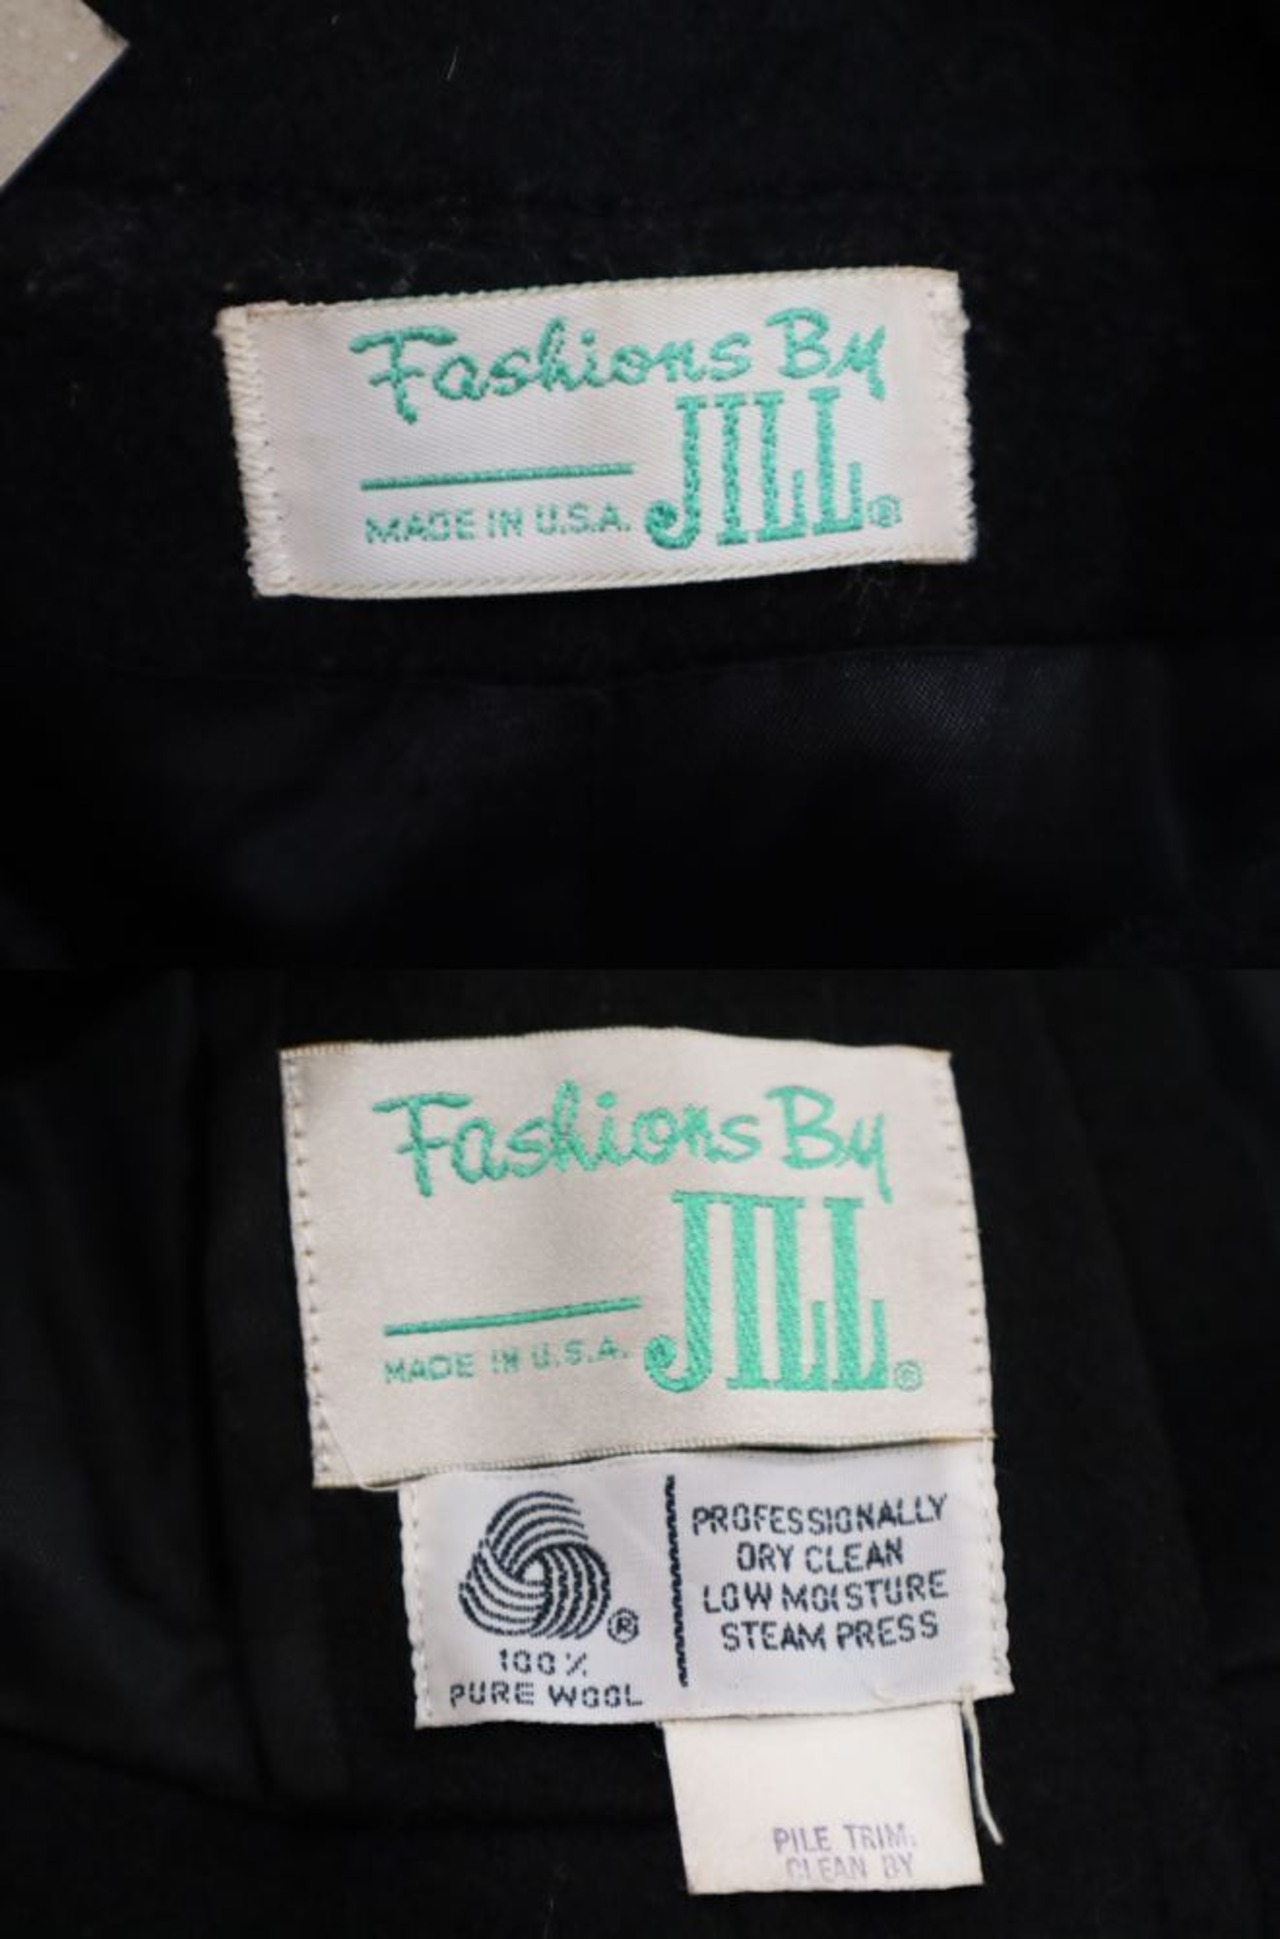 Fashions By
JILL®
MADE IN U.S.A.
Fashions By
JILL®
MADE IN U.S.A.
®
100%
PURE WOOL
PROFESSIONALLY
DRY CLEAN
LOW MOISTURE
STEAM PRESS
PILE TRIM:
CLEAN BY